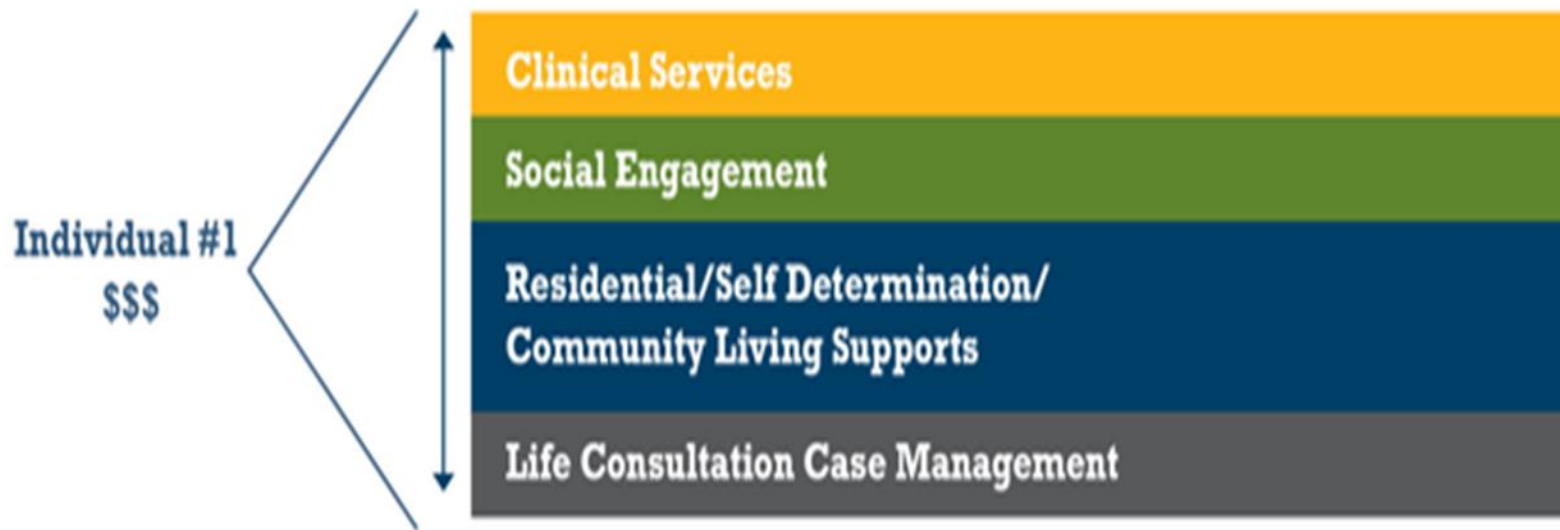 Individual #1
$$$
Clinical Services
Social Engagement
Residential/Self Determination/
Community Living Supports
Life Consultation Case Management